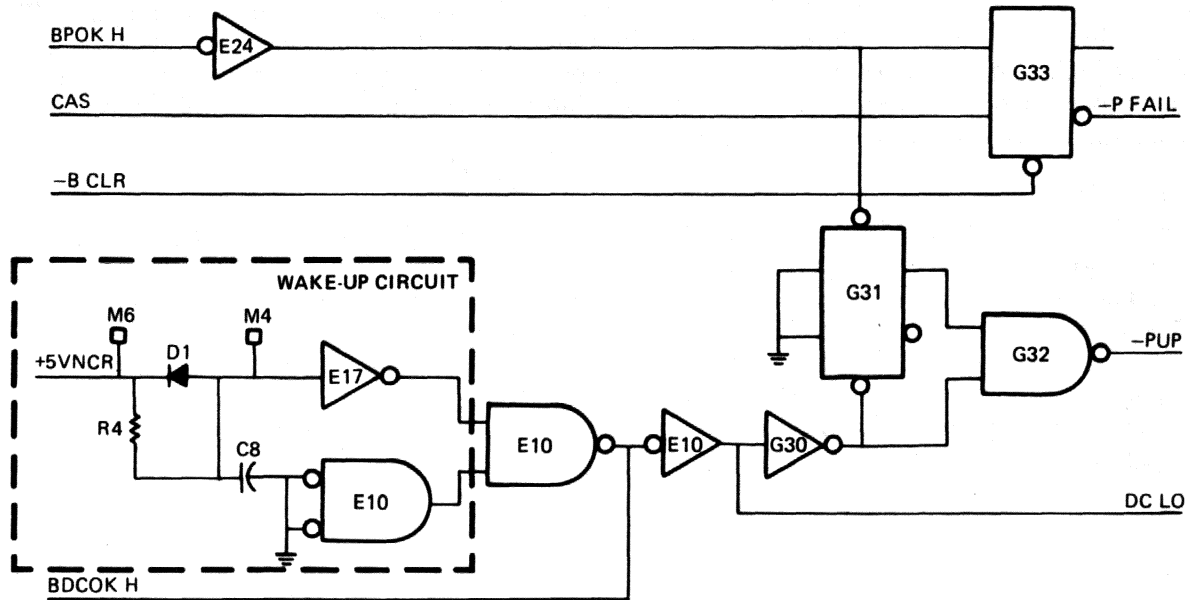 BPOK H
E24
G33
CAS
–P FAIL
–B CLR
WAKE-UP CIRCUIT
G31
M6
M4
+5VNCR
D1
E17
G32
–PUP
R4
C8
E10
E10
G30
E10
DC LO
BDCOK H